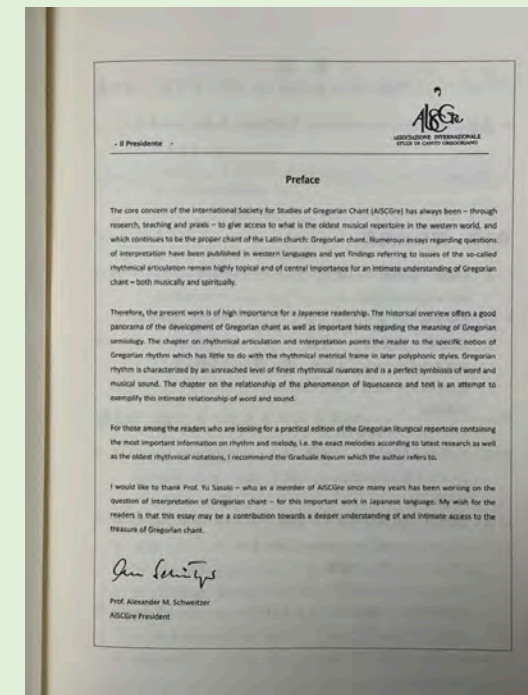 AISCGre
ASSOCIAZIONE INTERNAZIONALE
STUDI DI CANTO GREGORIANO
- Il Presidente -
Preface
The core concern of the International Society for Studies of Gregorian Chant (AISCGre) has always been – through
research, teaching and praxis – to give access to what is the oldest musical repertoire in the western world, and
which continues to be the proper chant of the Latin church: Gregorian chant. Numerous essays regarding questions
of interpretation have been published in western languages and yet findings referring to issues of the so-called
rhythmical articulation remain highly topical and of central importance for an intimate understanding of Gregorian
chant – both musically and spiritually.
Therefore, the present work is of high importance for a Japanese readership. The historical overview offers a good
panorama of the development of Gregorian chant as well as important hints regarding the meaning of Gregorian
semiology. The chapter on rhythmical articulation and interpretation points the reader to the specific notion of
Gregorian rhythm which has little to do with the rhythmical metrical frame in later polyphonic styles. Gregorian
rhythm is characterized by an unreached level of finest rhythmical nuances and is a perfect symbiosis of word and
musical sound. The chapter on the relationship of the phenomenon of liquescence and text is an attempt to
exemplify this intimate relationship of word and sound.
For those among the readers who are looking for a practical edition of the Gregorian liturgical repertoire containing
the most important information on rhythm and melody, i.e. the exact melodies according to latest research as well
as the oldest rhythmical notations, I recommend the Graduale Novum which the author refers to.
I would like to thank Prof. Yu Sasaki – who as a member of AISCGre since many years has been working on the
question of interpretation of Gregorian chant – for this important work in Japanese language. My wish for the
readers is that this essay may be a contribution towards a deeper understanding of and intimate access to the
treasure of Gregorian chant.
Prof. Alexander M. Schweitzer
AISCGre President